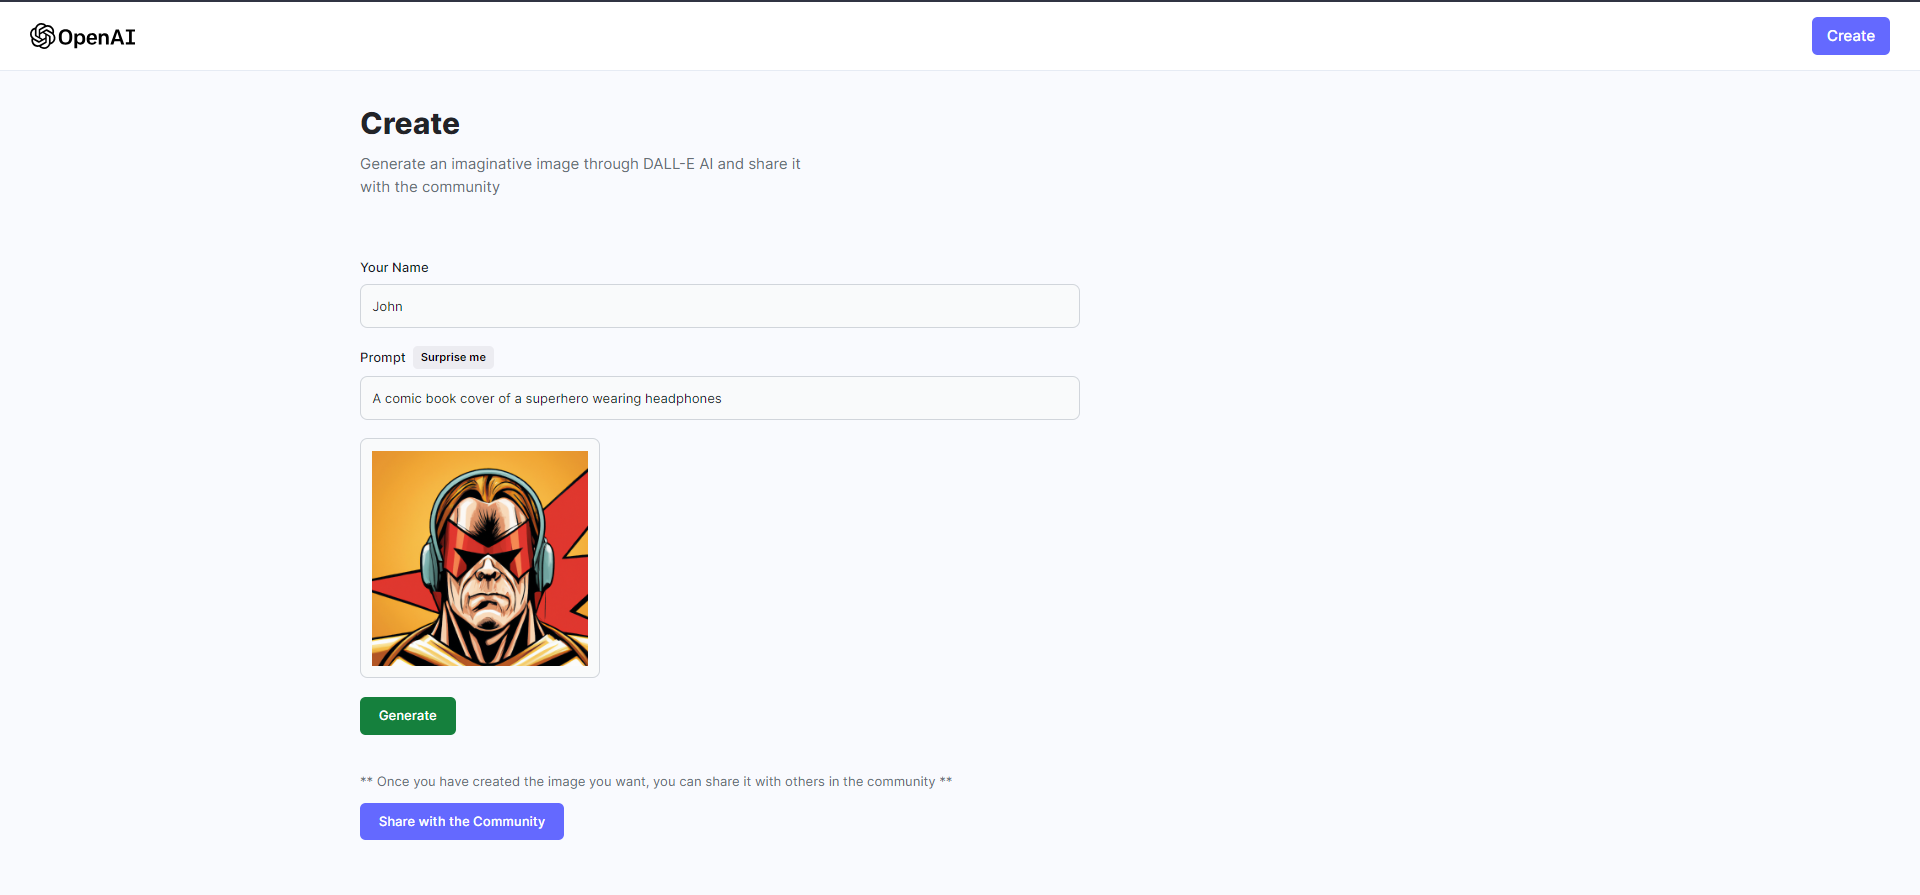 OpenAI
Create
Create
Generate an imaginative image through DALL-E AI and share it
with the community
Your Name
John
Prompt Surprise me
A comic book cover of a superhero wearing headphones
Generate
** Once you have created the image you want, you can share it with others in the community **
Share with the Community